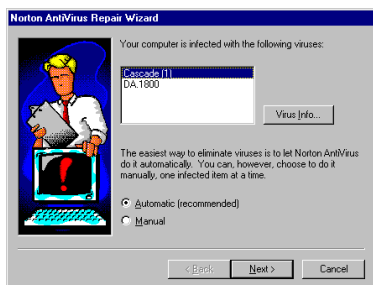 Norton AntiVirus Repair Wizard
Your computer is infected with the following viruses:
Cascade (1)
DA.1800
Virus Info...
The easiest way to eliminate viruses is to let Norton AntiVirus
do it automatically. You can, however, choose to do it
manually, one infected item at a time.
Automatic (recommended)
Manual
< Back
Next >
Cancel